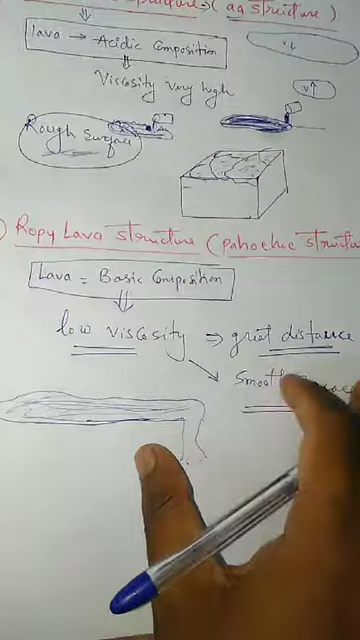 structure :- (aa structure)
lava → Acidic Composition
⇓
Viscosity very high
v↓
v↑
Rough Surface
) Ropy Lava structure (pahoehoe structur
Lava = Basic Composition
⇓
low viscosity ⇒ great distance
↘ Smooth